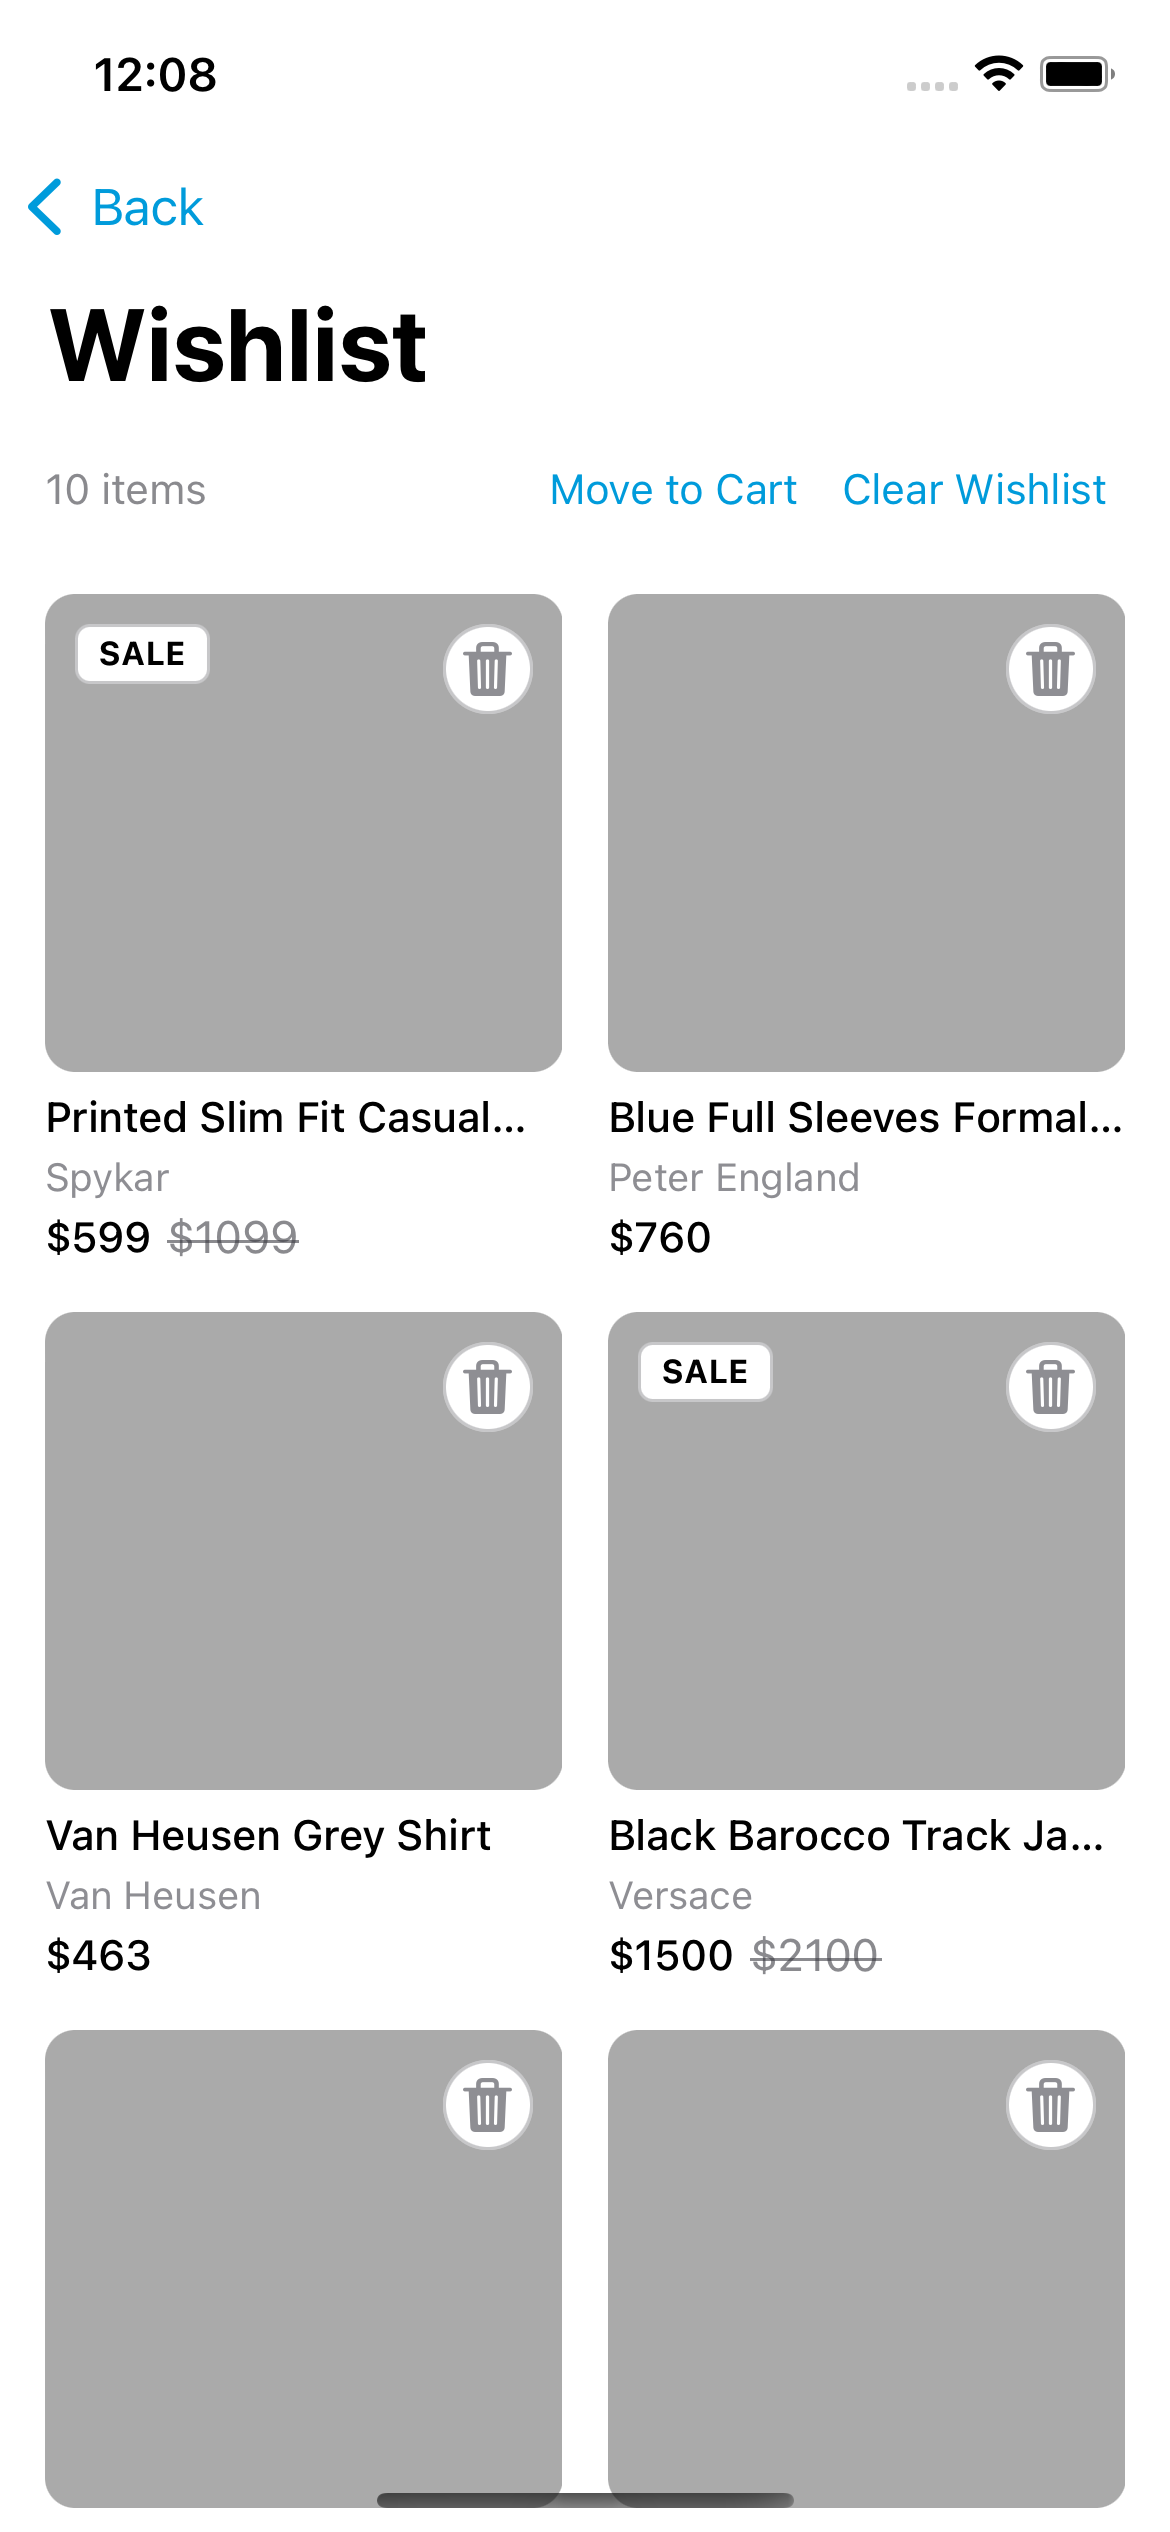 12:08
Back
Wishlist
10 items
Move to Cart
Clear Wishlist
SALE
Printed Slim Fit Casual...
Spykar
$599 $1099
Blue Full Sleeves Formal...
Peter England
$760
Van Heusen Grey Shirt
Van Heusen
$463
SALE
Black Barocco Track Ja...
Versace
$1500 $2100